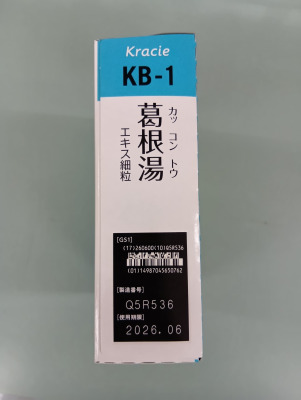 Kracie
KB-1
葛根湯
カッ コン トウ
エキス細粒
[GS1]
(17)260600(10)Q5R536
(01)14987045650762
[製造番号]
Q5R536
[使用期限]
2026.06